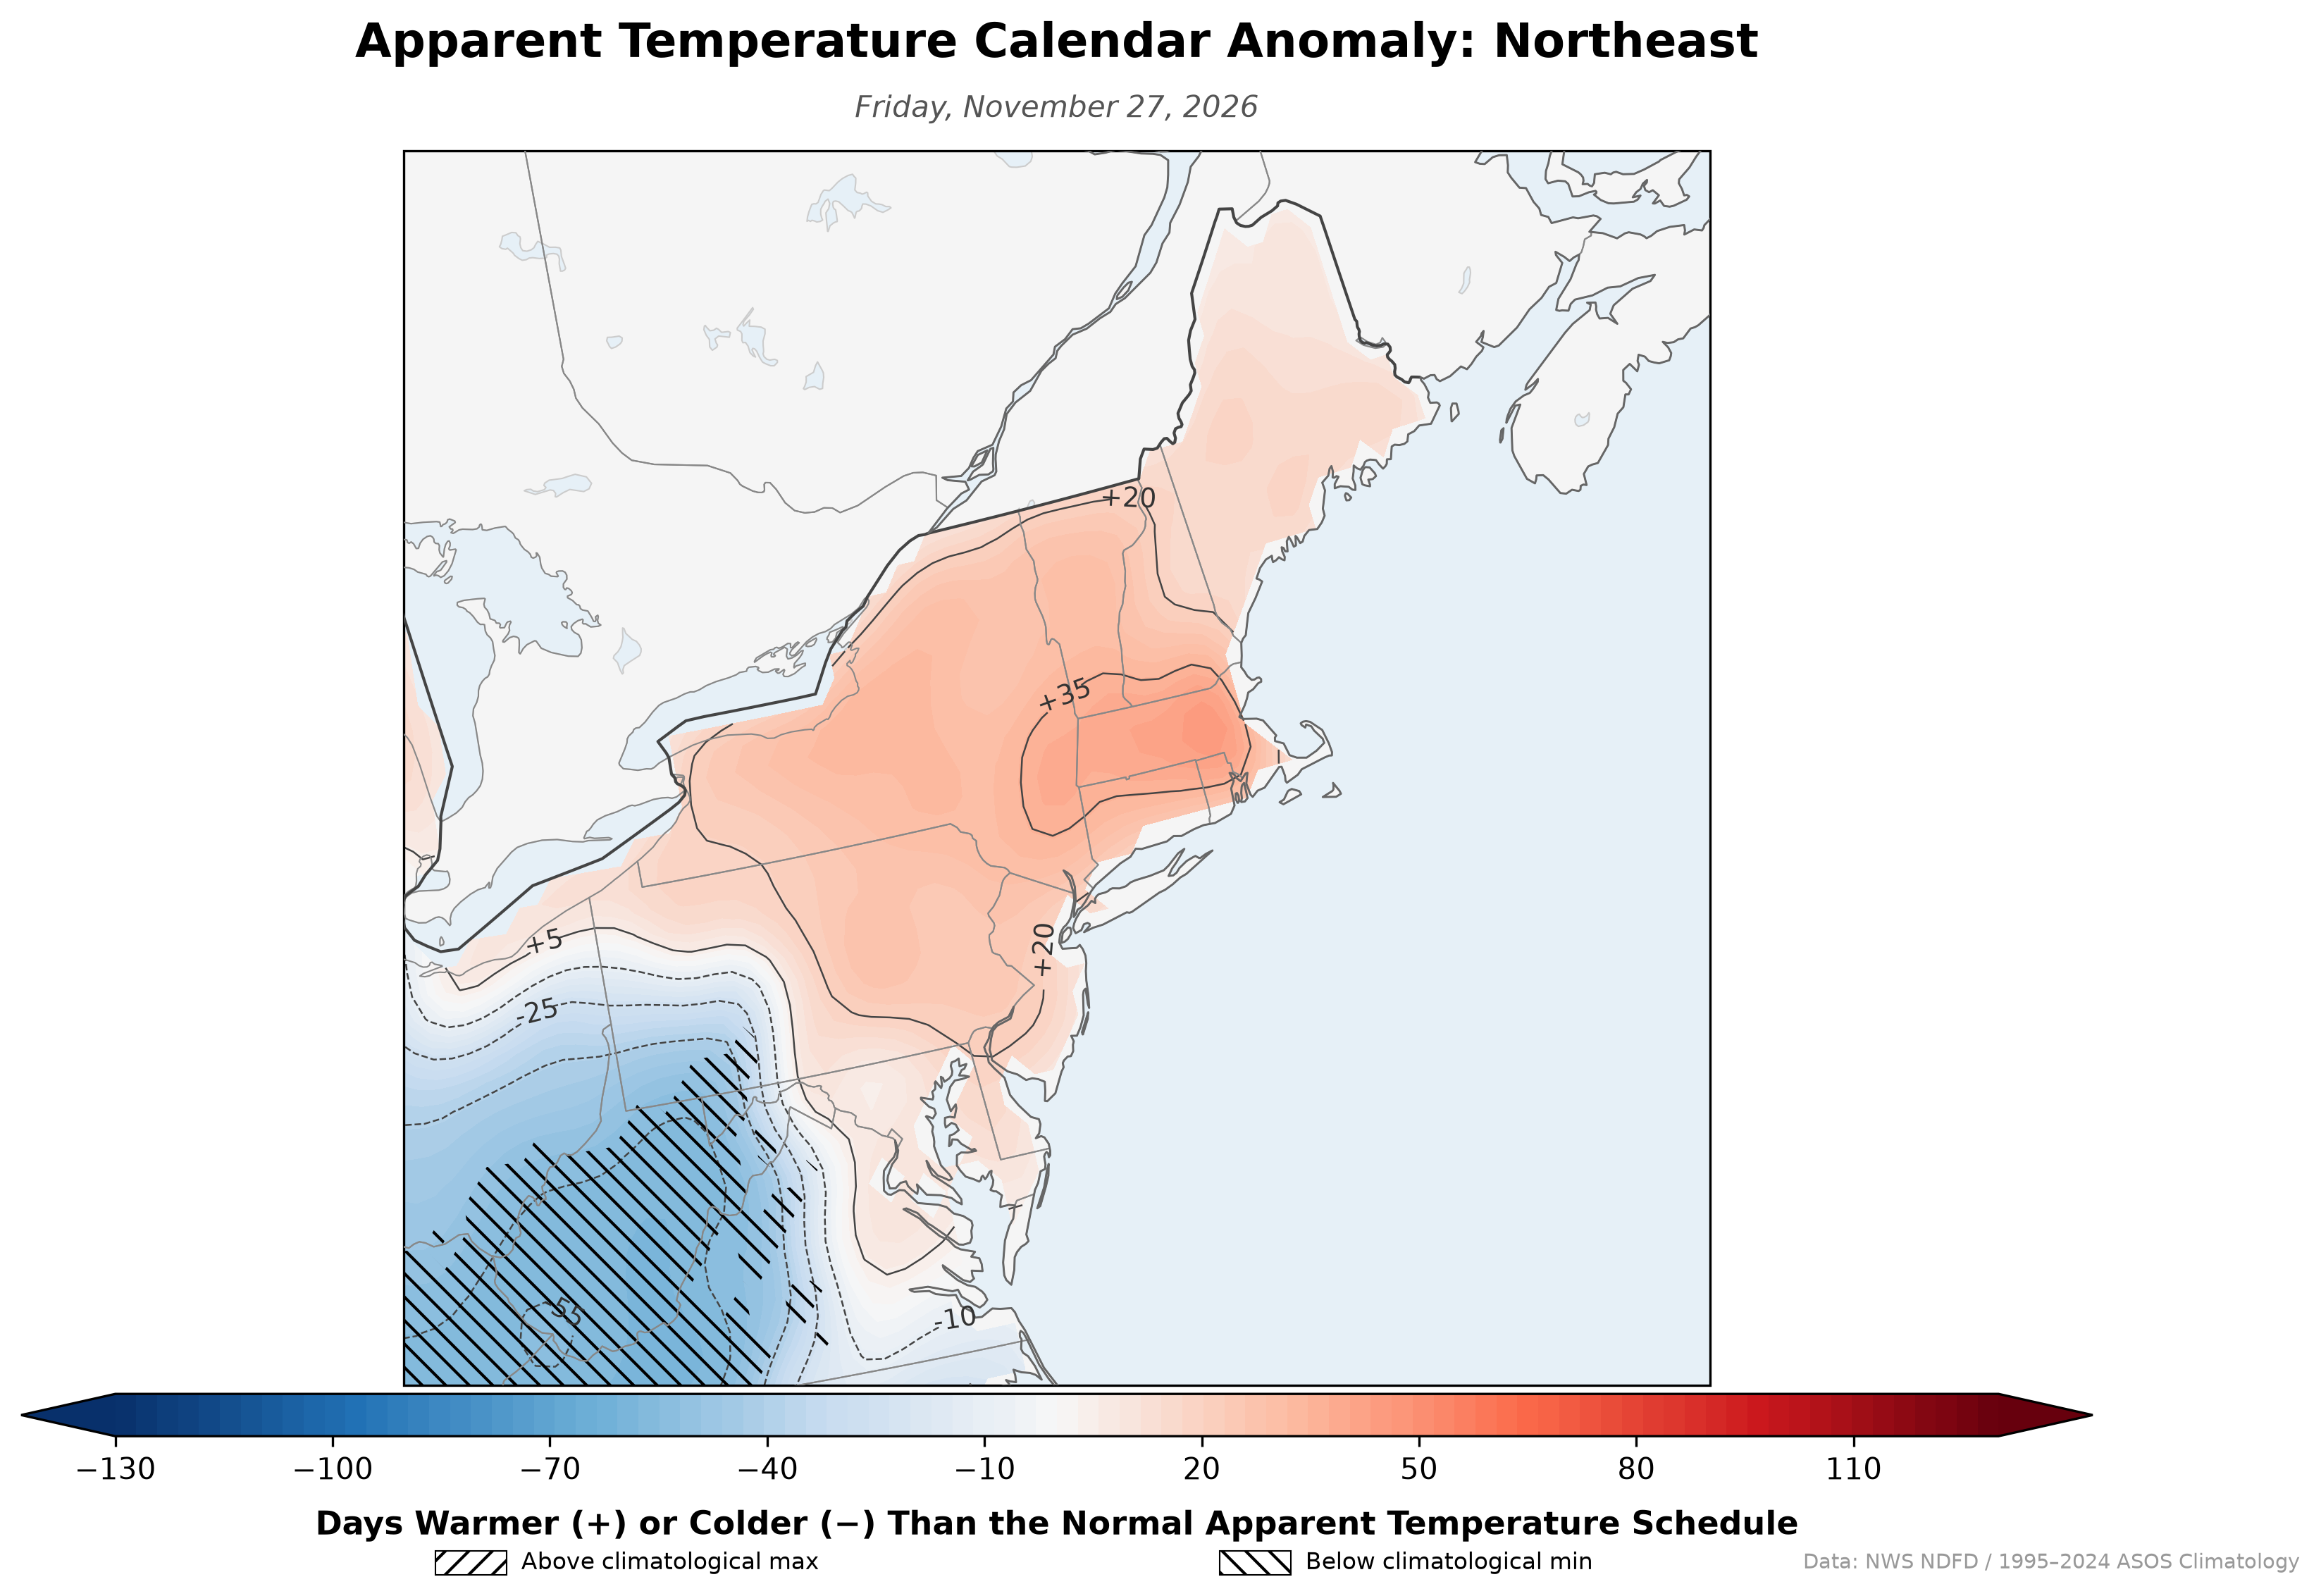 Apparent Temperature Calendar Anomaly: Northeast
Friday, November 27, 2026
+20
+35
+5
+20
-25
-55
-10
−130 −100 −70 −40 −10 20 50 80 110
Days Warmer (+) or Colder (−) Than the Normal Apparent Temperature Schedule
Above climatological max
Below climatological min
Data: NWS NDFD / 1995–2024 ASOS Climatology